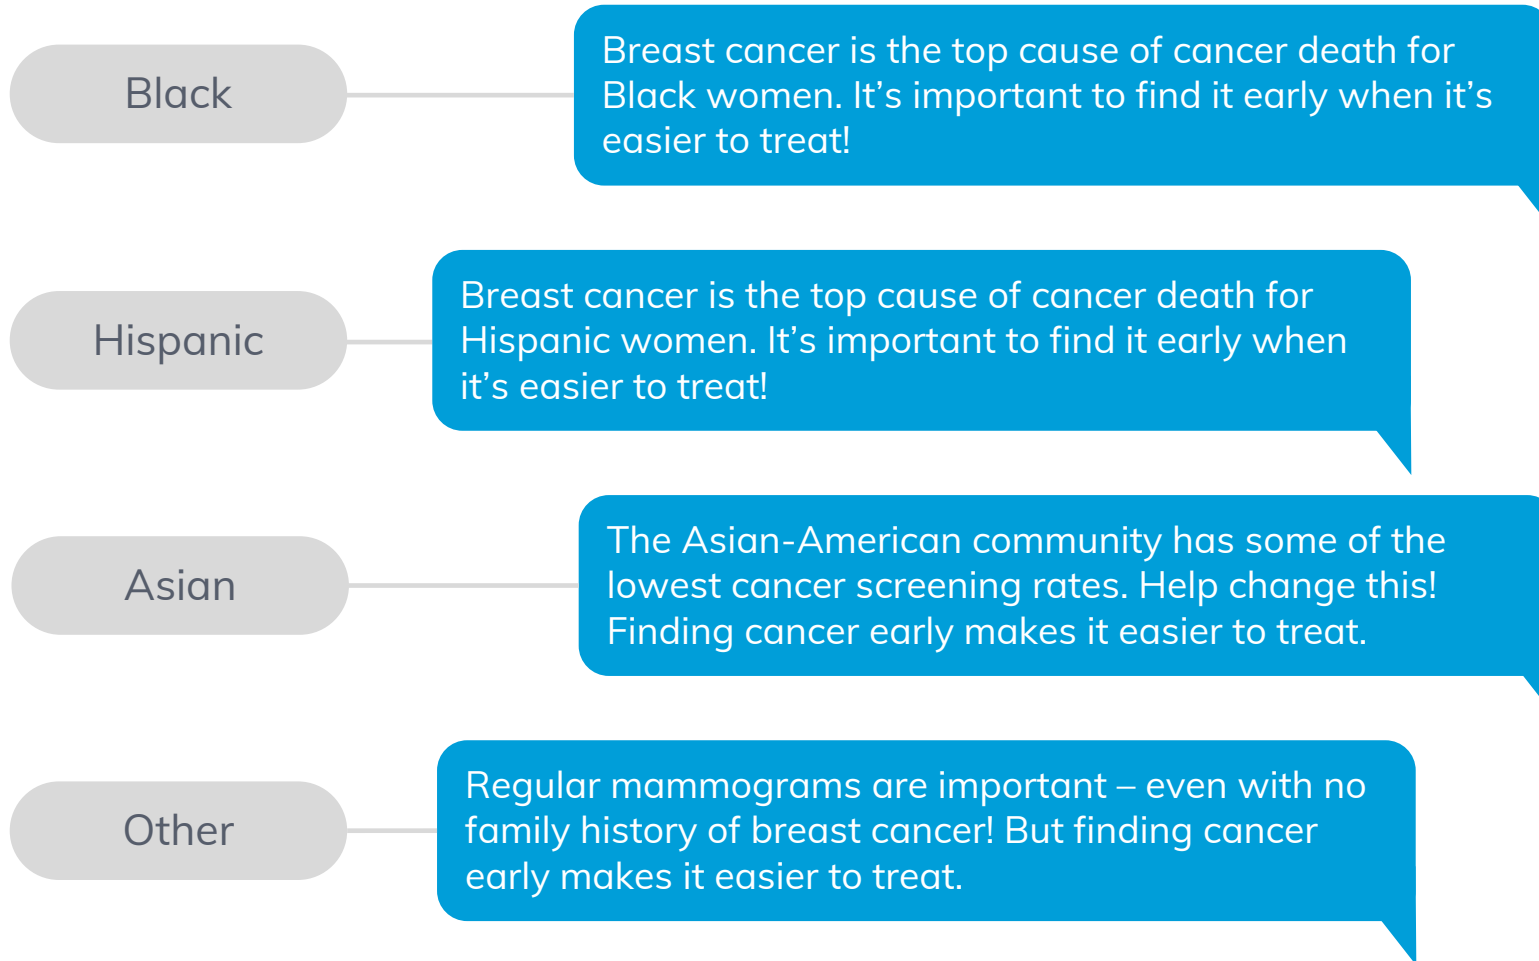 Black
Breast cancer is the top cause of cancer death for
Black women. It’s important to find it early when it’s
easier to treat!
Hispanic
Breast cancer is the top cause of cancer death for
Hispanic women. It’s important to find it early when
it’s easier to treat!
Asian
The Asian-American community has some of the
lowest cancer screening rates. Help change this!
Finding cancer early makes it easier to treat.
Other
Regular mammograms are important – even with no
family history of breast cancer! But finding cancer
early makes it easier to treat.